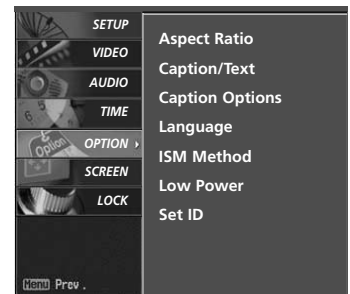 SETUP
VIDEO
AUDIO
TIME
Option
OPTION
SCREEN
LOCK
Menu Prev .
Aspect Ratio
Caption/Text
Caption Options
Language
ISM Method
Low Power
Set ID